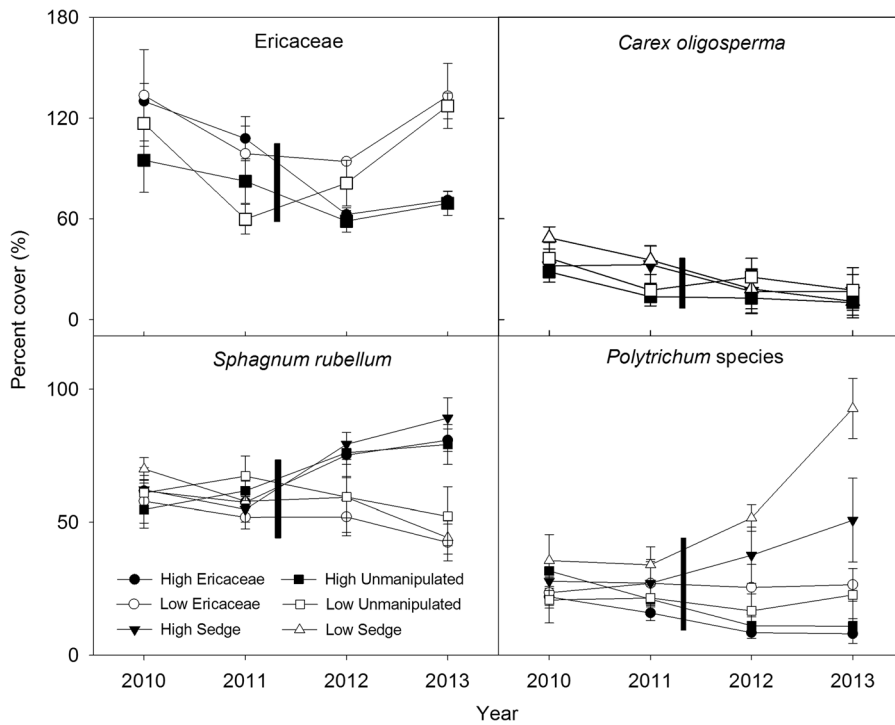 180
120
60
0
Ericaceae
Carex oligosperma
Percent cover (%)
Sphagnum rubellum
Polytrichum species
100
50
0
High Ericaceae
High Unmanipulated
Low Ericaceae
Low Unmanipulated
High Sedge
Low Sedge
2010 2011 2012 2013
2010 2011 2012 2013
Year